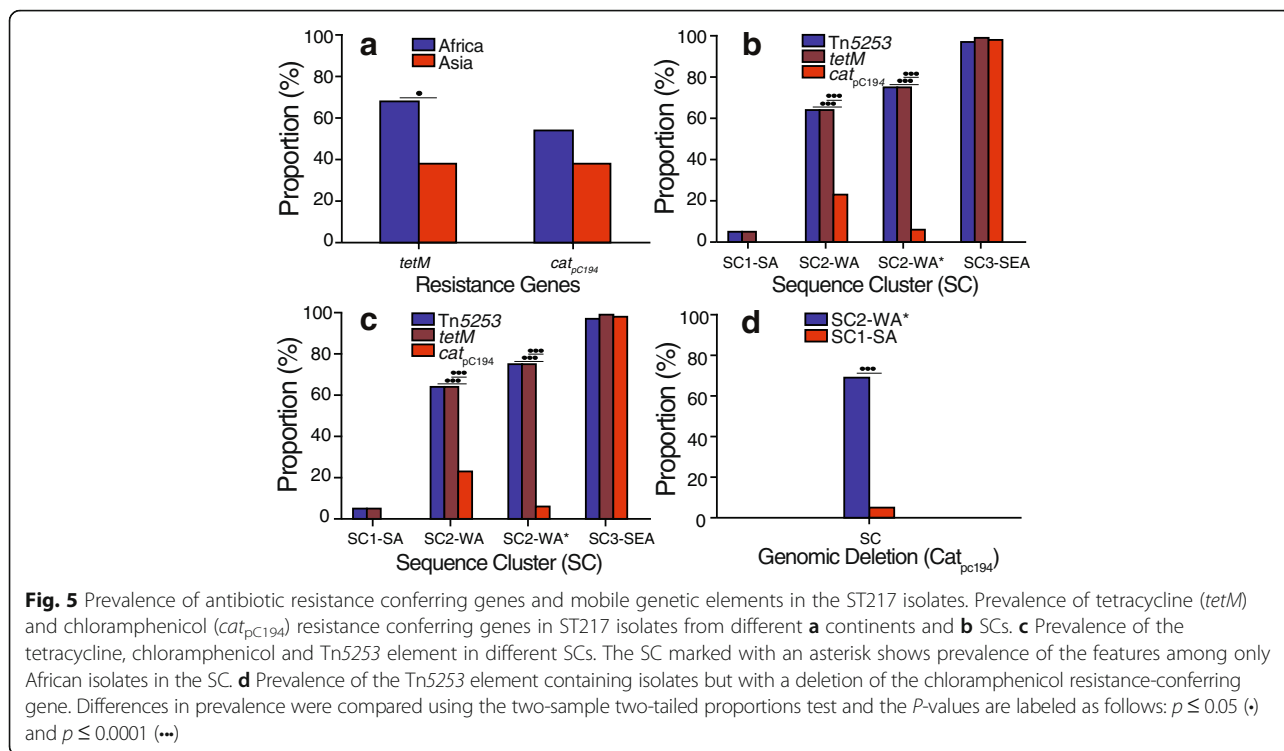 a
Africa
Asia
100
80
60
40
20
0
Proportion (%)
•
tetM
cat pC194
Resistance Genes
b
Tn5253
tetM
cat pC194
100
80
60
40
20
0
Proportion (%)
•••
•••
•••
•••
SC1-SA SC2-WA SC2-WA* SC3-SEA
Sequence Cluster (SC)
c
Tn5253
tetM
cat pC194
100
80
60
40
20
0
Proportion (%)
•••
•••
•••
•••
SC1-SA SC2-WA SC2-WA* SC3-SEA
Sequence Cluster (SC)
d
SC2-WA*
SC1-SA
100
80
60
40
20
0
Proportion (%)
•••
SC
Genomic Deletion (Cat pc194)
Fig. 5 Prevalence of antibiotic resistance conferring genes and mobile genetic elements in the ST217 isolates. Prevalence of tetracycline (tetM)
and chloramphenicol (cat pC194) resistance conferring genes in ST217 isolates from different a continents and b SCs. c Prevalence of the
tetracycline, chloramphenicol and Tn5253 element in different SCs. The SC marked with an asterisk shows prevalence of the features among only
African isolates in the SC. d Prevalence of the Tn5253 element containing isolates but with a deletion of the chloramphenicol resistance-conferring
gene. Differences in prevalence were compared using the two-sample two-tailed proportions test and the P-values are labeled as follows: p ≤ 0.05 (•)
and p ≤ 0.0001 (•••)